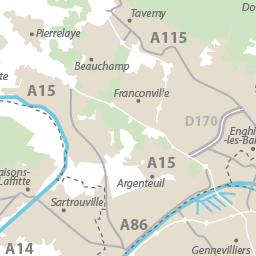 Taverny
Do
Pierrelaye
A115
Beauchamp
te
A15
Franconville
D170
Enghi
les-Bai
A15
aisons-
Laffitte
Argenteuil
Sartrouville
A86
A14
Gennevilliers